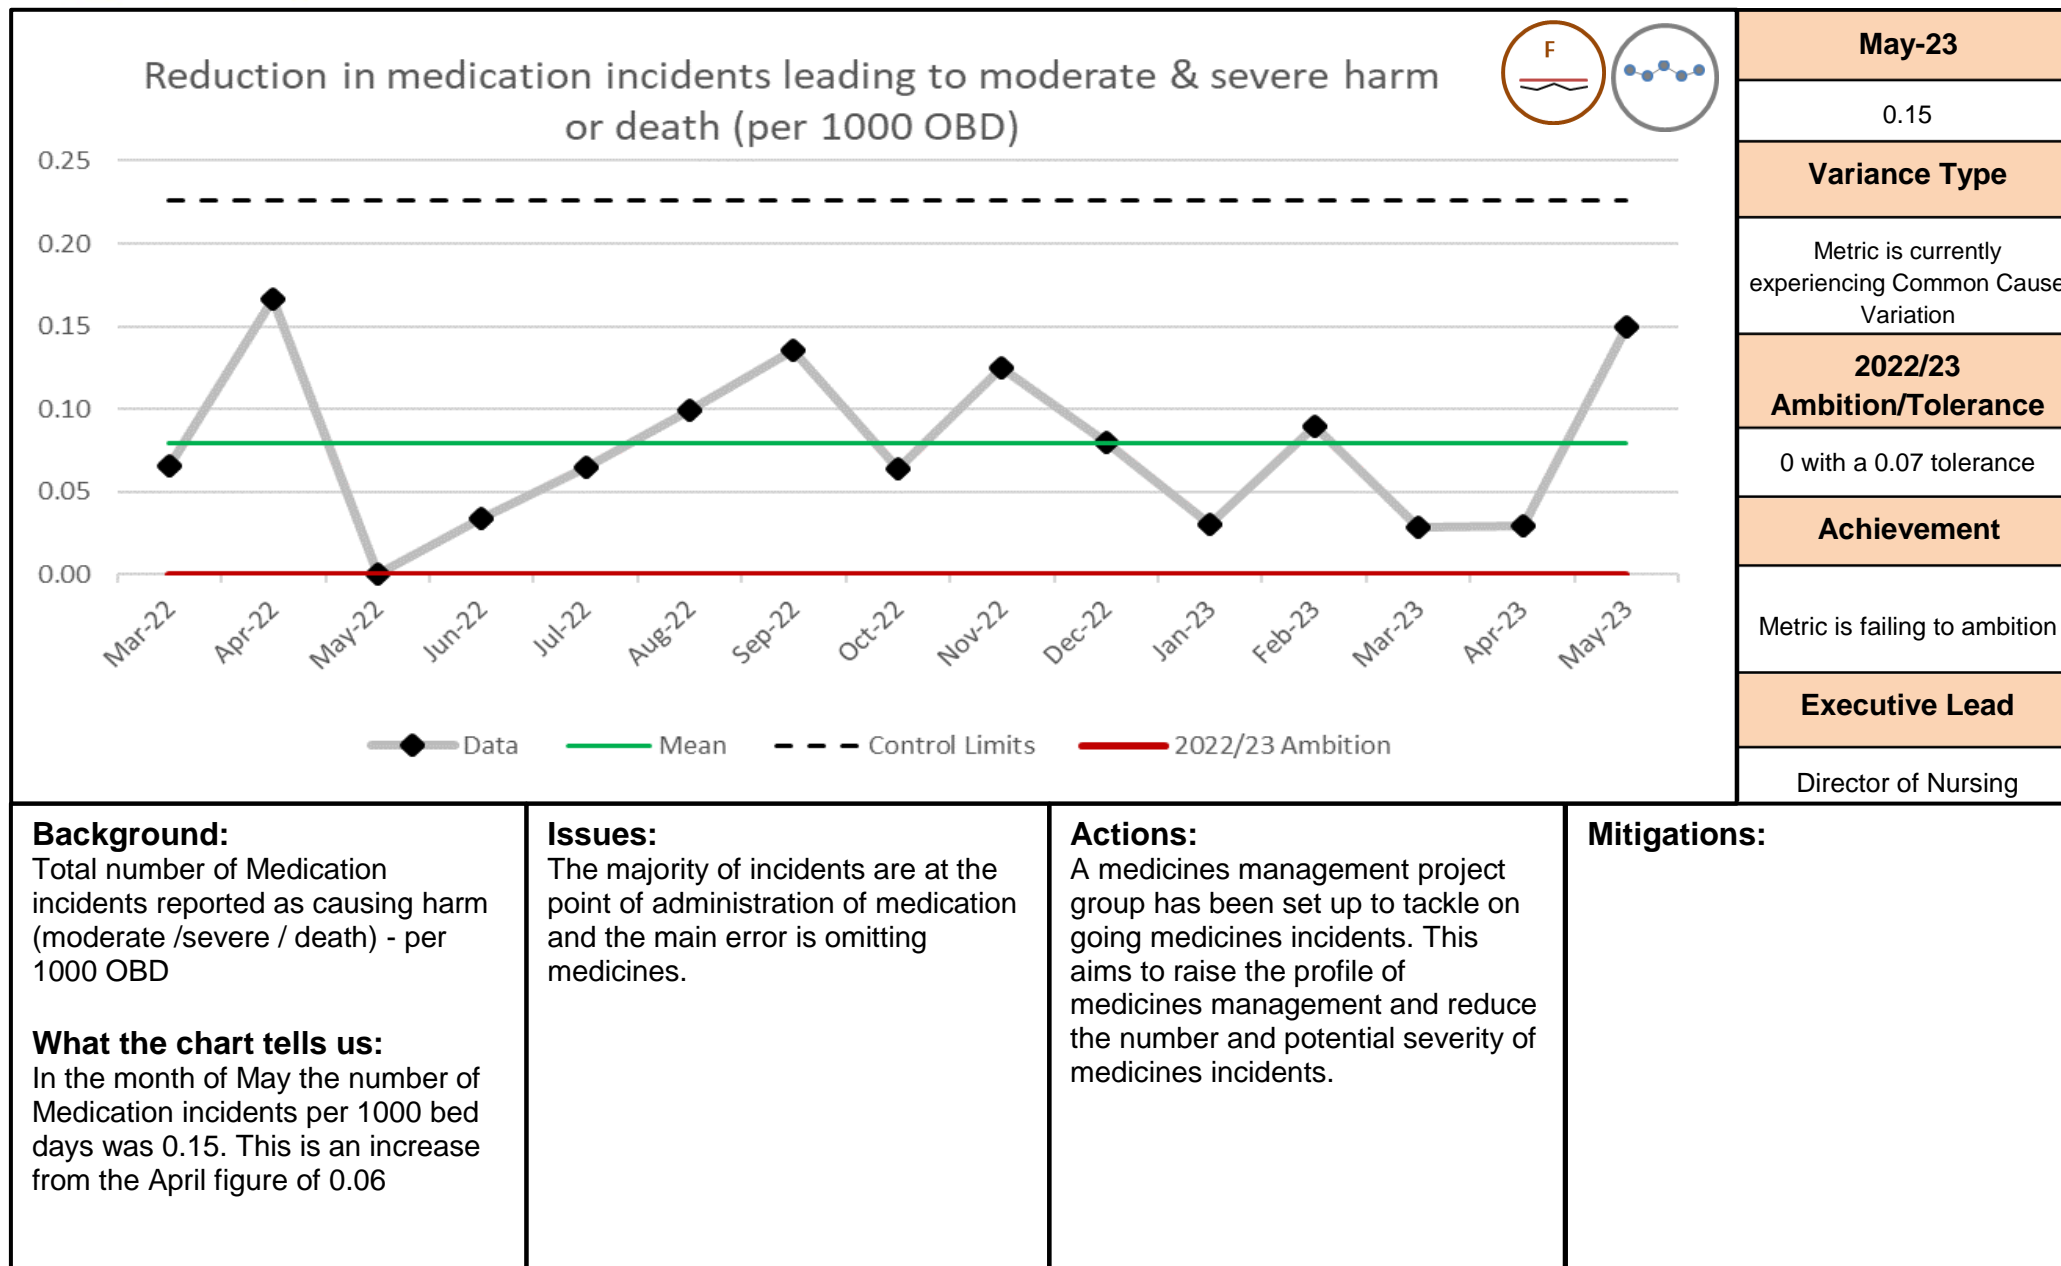 Reduction in medication incidents leading to moderate & severe harm
or death (per 1000 OBD)
F
0.25
0.20
0.15
0.10
0.05
0.00
Mar-22
Apr-22
May-22
Jun-22
Jul-22
Aug-22
Sep-22
Oct-22
Nov-22
Dec-22
Jan-23
Feb-23
Mar-23
Apr-23
May-23
Data
Mean
Control Limits
2022/23 Ambition
May-23
0.15
Variance Type
Metric is currently
experiencing Common Cause
Variation
2022/23
Ambition/Tolerance
0 with a 0.07 tolerance
Achievement
Metric is failing to ambition
Executive Lead
Director of Nursing
Background:
Total number of Medication
incidents reported as causing harm
(moderate /severe / death) - per
1000 OBD
What the chart tells us:
In the month of May the number of
Medication incidents per 1000 bed
days was 0.15. This is an increase
from the April figure of 0.06
Issues:
The majority of incidents are at the
point of administration of medication
and the main error is omitting
medicines.
Actions:
A medicines management project
group has been set up to tackle on
going medicines incidents. This
aims to raise the profile of
medicines management and reduce
the number and potential severity of
medicines incidents.
Mitigations: